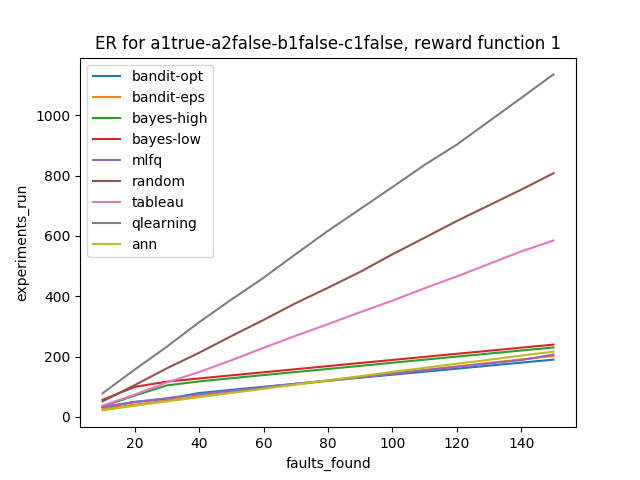 ER for a1true-a2false-b1false-c1false, reward function 1
bandit-opt
bandit-eps
bayes-high
bayes-low
mlfq
random
tableau
qlearning
ann
experiments_run
1000
800
600
400
200
0
20 40 60 80 100 120 140
faults_found